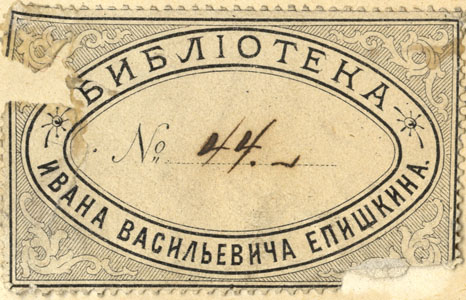 БИБЛІОТЕКА
№ 44.
ИВАНА ВАСИЛЬЕВИЧА ЕПИШКИНА.